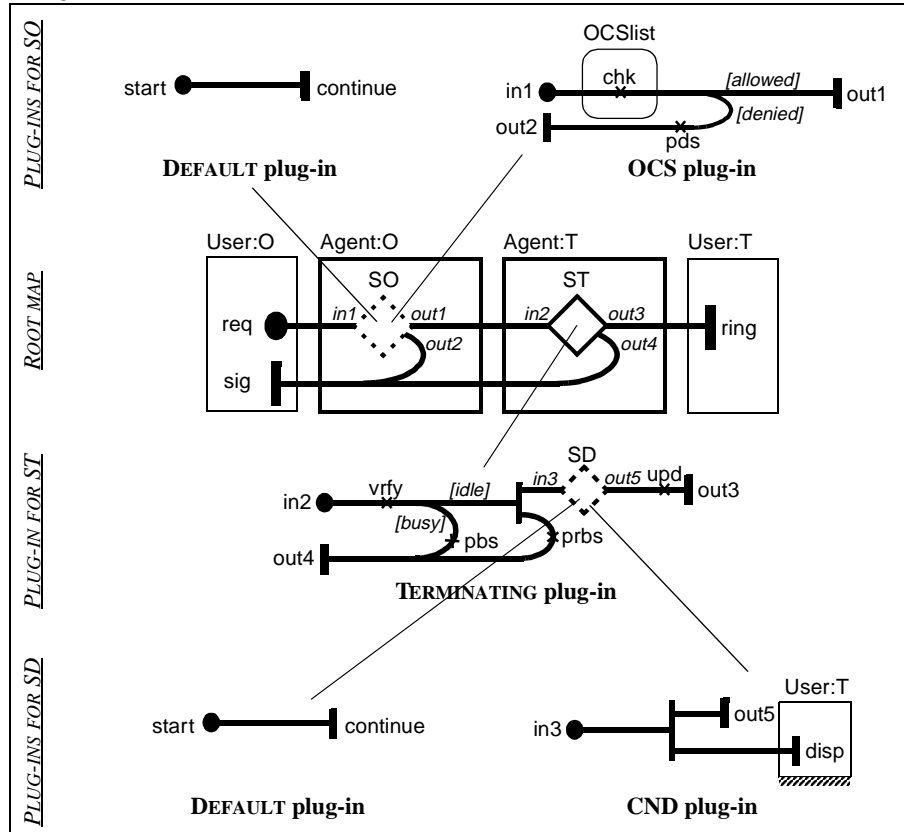 PLUG-INS FOR SO
OCSlist
start
continue
in1
chk
[allowed]
out1
[denied]
out2
pds
DEFAULT plug-in
OCS plug-in
ROOT MAP
User:O
Agent:O
Agent:T
User:T
SO
ST
req
in1
out1
in2
out3
ring
out2
out4
sig
PLUG-IN FOR ST
SD
in2
vrfy
[idle]
in3
out5
upd
out3
[busy]
pbs
prbs
out4
TERMINATING plug-in
PLUG-INS FOR SD
User:T
start
continue
in3
out5
disp
DEFAULT plug-in
CND plug-in